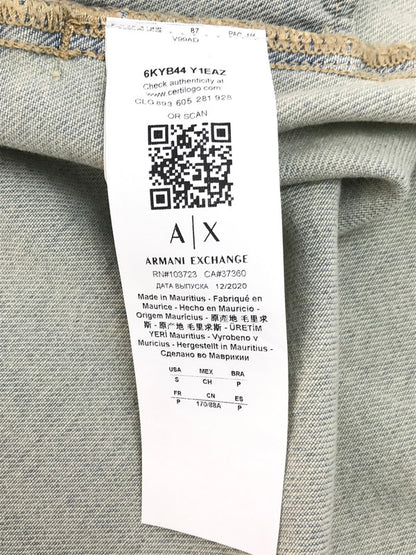 87
V99AD
6KYB44 Y1EAZ
Check authenticity at
www.certilogo.com
CLG 893 605 281 928
OR SCAN
A|X
ARMANI EXCHANGE
RN#103723 CA#37360
ДАТА ВЫПУСКА 12/2020
Made in Mauritius - Fabriqué en
Maurice - Hecho en Mauricio -
Origem Maurícius - 原产地 毛里求
斯 - 原产地 毛里求斯 - ÜRETİM
YERİ Mauritius - Vyrobeno v
Muricius - Hergestellt in Mauritius -
Сделано во Маврикии
USA MEX BRA
S CH P
FR CN ES
P 170/88A P